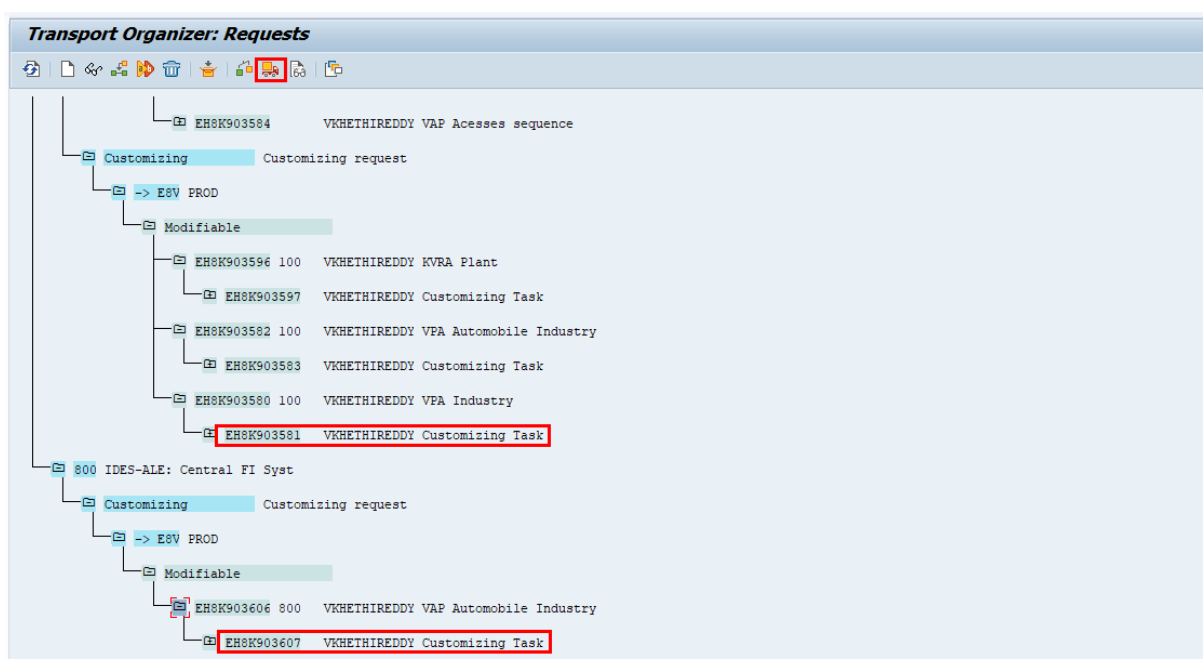 Transport Organizer: Requests
EH8K903584 VKHETHIREDDY VAP Acesses sequence
Customizing Customizing request
-> E8V PROD
Modifiable
EH8K903596 100 VKHETHIREDDY KVRA Plant
EH8K903597 VKHETHIREDDY Customizing Task
EH8K903582 100 VKHETHIREDDY VPA Automobile Industry
EH8K903583 VKHETHIREDDY Customizing Task
EH8K903580 100 VKHETHIREDDY VPA Industry
EH8K903581 VKHETHIREDDY Customizing Task
800 IDES-ALE: Central FI Syst
Customizing Customizing request
-> E8V PROD
Modifiable
EH8K903606 800 VKHETHIREDDY VAP Automobile Industry
EH8K903607 VKHETHIREDDY Customizing Task